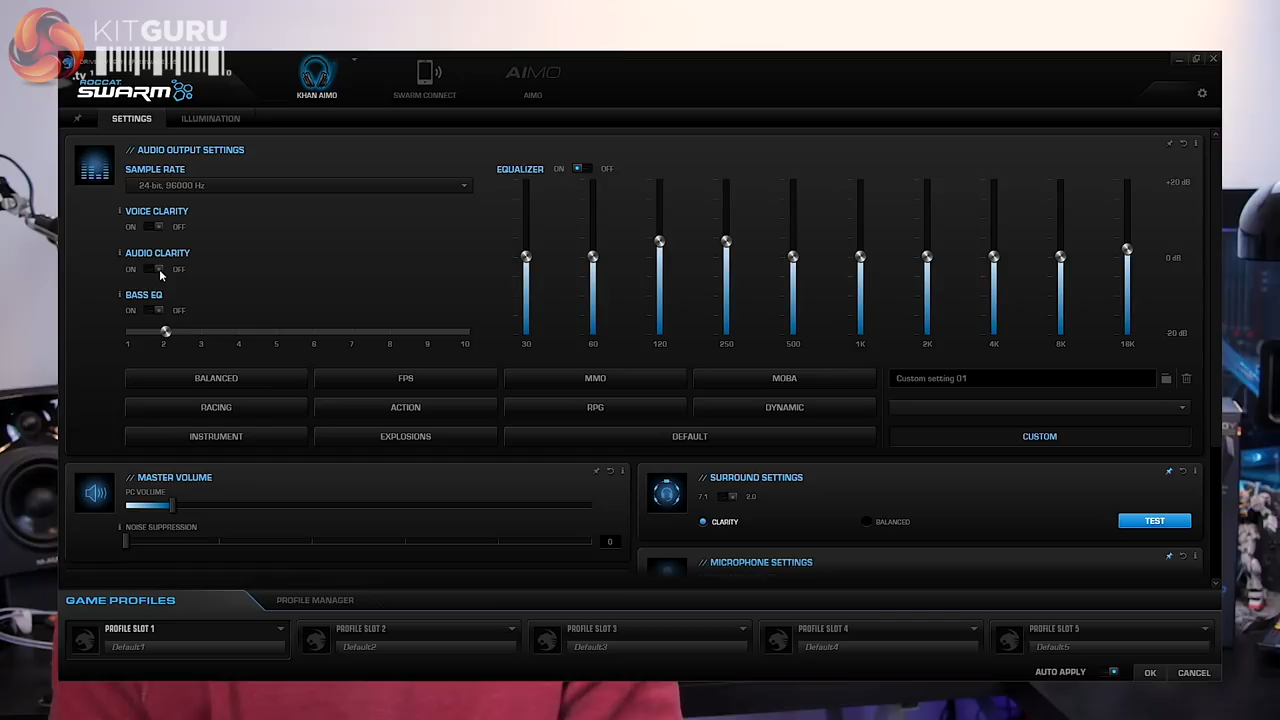 KITGURU
.tv
ROCCAT
SWARM
KHAN AIMO
SWARM CONNECT
AIMO
AIMO
SETTINGS
ILLUMINATION
// AUDIO OUTPUT SETTINGS
SAMPLE RATE
24-bit, 96000 Hz
VOICE CLARITY
ON OFF
AUDIO CLARITY
ON OFF
BASS EQ
ON OFF
1 2 3 4 5 6 7 8 9 10
EQUALIZER ON OFF
+20 dB
0 dB
-20 dB
30 60 120 250 500 1K 2K 4K 8K 16K
BALANCED FPS MMO MOBA Custom setting 01
RACING ACTION RPG DYNAMIC
INSTRUMENT EXPLOSIONS DEFAULT CUSTOM
// MASTER VOLUME
PC VOLUME
NOISE SUPPRESSION
0
// SURROUND SETTINGS
7.1 2.0
CLARITY BALANCED TEST
// MICROPHONE SETTINGS
GAME PROFILES PROFILE MANAGER
PROFILE SLOT 1 PROFILE SLOT 2 PROFILE SLOT 3 PROFILE SLOT 4 PROFILE SLOT 5
Default1 Default2 Default3 Default4 Default5
AUTO APPLY OK CANCEL